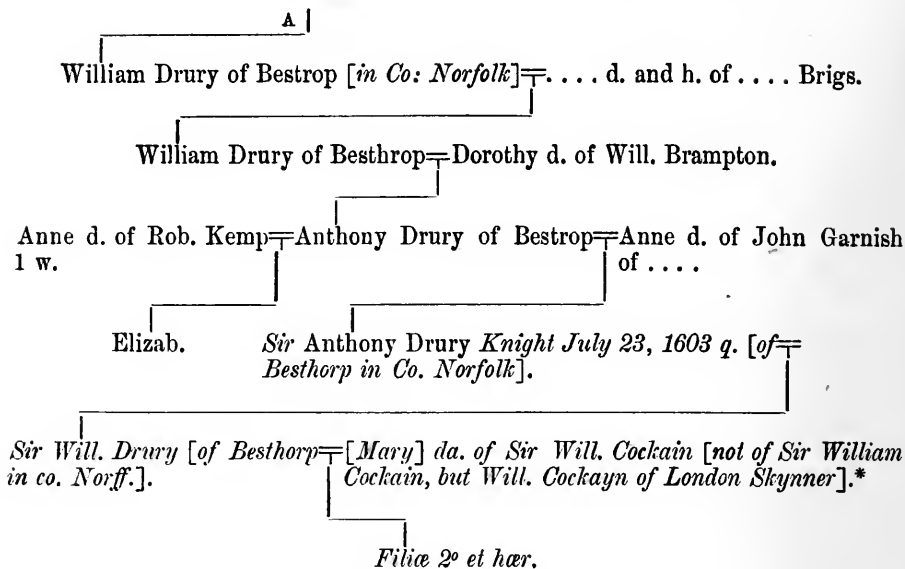 A
William Drury of Bestrop [in Co: Norfolk]=. . . . d. and h. of . . . . Brigs.
William Drury of Besthrop=Dorothy d. of Will. Brampton.
Anne d. of Rob. Kemp=Anthony Drury of Bestrop=Anne d. of John Garnish
1 w. of . . . .
Elizab. Sir Anthony Drury Knight July 23, 1603 q. [of=
Besthorp in Co. Norfolk].
Sir Will. Drury [of Besthorp=[Mary] da. of Sir Will. Cockain [not of Sir William
in co. Norff.]. Cockain, but Will. Cockayn of London Skynner].*
Filiæ 2º et hær.